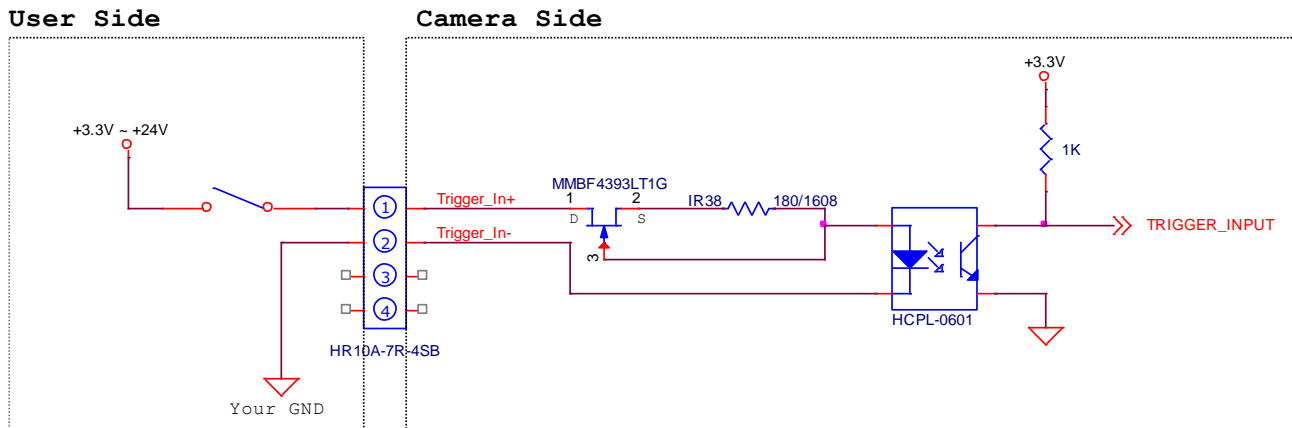 User Side
Camera Side
+3.3V
+3.3V ~ +24V
1K
MMBF4393LT1G
1
2
IR38
180/1608
D
S
Trigger_In+
1
Trigger_In-
2
3
3
4
TRIGGER_INPUT
HCPL-0601
HR10A-7R-4SB
Your GND